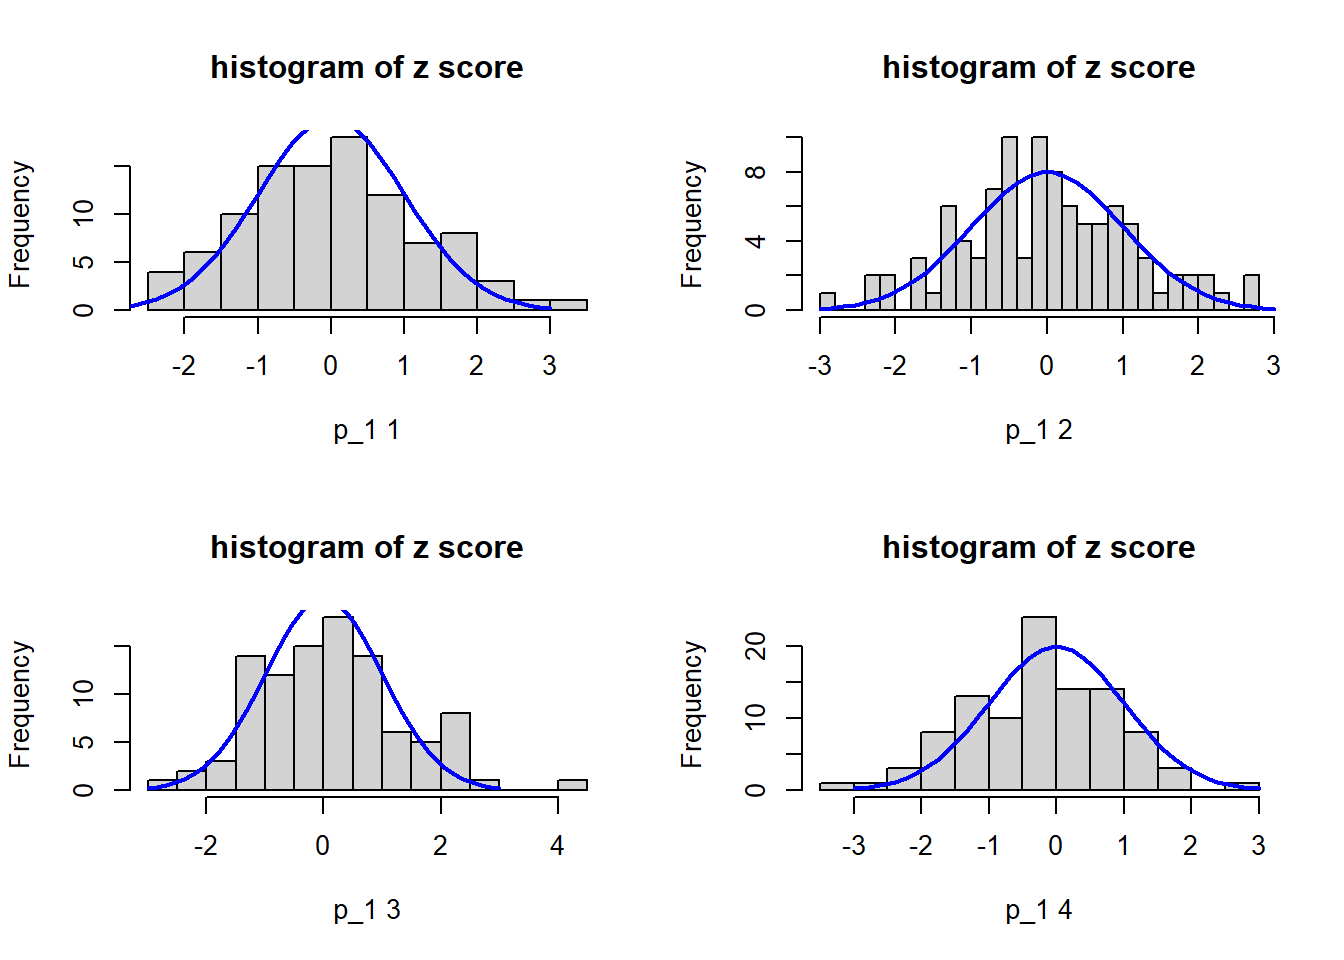 histogram of z score
Frequency
0 5 10
-2 -1 0 1 2 3
p_1 1
histogram of z score
Frequency
0 4 8
-3 -2 -1 0 1 2 3
p_1 2
histogram of z score
Frequency
0 5 10
-2 0 2 4
p_1 3
histogram of z score
Frequency
0 10 20
-3 -2 -1 0 1 2 3
p_1 4